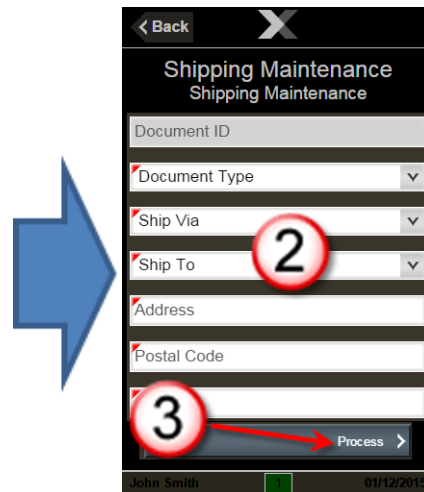 Back
Shipping Maintenance
Shipping Maintenance
Document ID
Document Type
Ship Via
2
Ship To
Address
Postal Code
3
Process
John Smith 1 01/12/2015